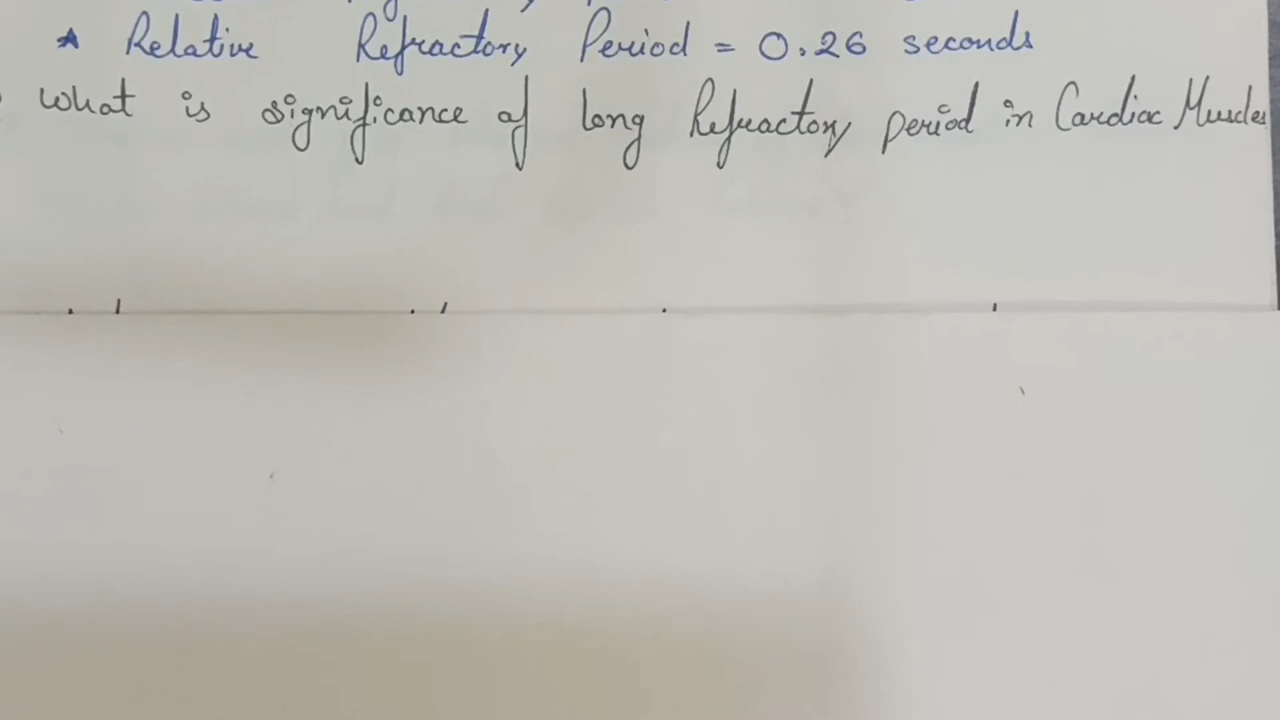 ★ Relative Refractory Period = 0.26 seconds
What is significance of long Refractory period in Cardiac Muscles